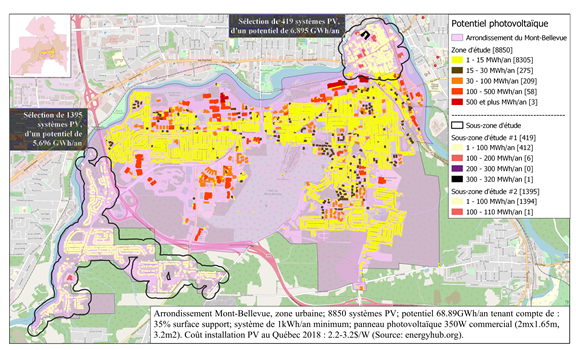 Sélection de 419 systèmes PV,
d'un potentiel de 6.895 GWh/an
Sélection de 1395
systèmes PV,
d'un potentiel de
5,696 GWh/an
Potentiel photovoltaïque
Arrondissement du Mont-Bellevue
Zone d'étude [8850]
1 - 15 MWh/an [8305]
15 - 30 MWh/an [275]
30 - 100 MWh/an [209]
100 - 500 MWh/an [58]
500 et plus MWh/an [3]
Sous-zone d'étude
Sous-zone d'étude #1 [419]
1 - 100 MWh/an [412]
100 - 200 MWh/an [6]
200 - 300 MWh/an [0]
300 - 320 MWh/an [1]
Sous-zone d'étude #2 [1395]
1 - 100 MWh/an [1394]
100 - 110 MWh/an [1]
Arrondissement Mont-Bellevue, zone urbaine; 8850 systèmes PV; potentiel 68.89GWh/an tenant compte de :
35% surface support; système de 1kWh/an minimum; panneau photovoltaïque 350W commercial (2mx1.65m,
3.2m2). Coût installation PV au Québec 2018 : 2.2-3.2$/W (Source: energyhub.org).